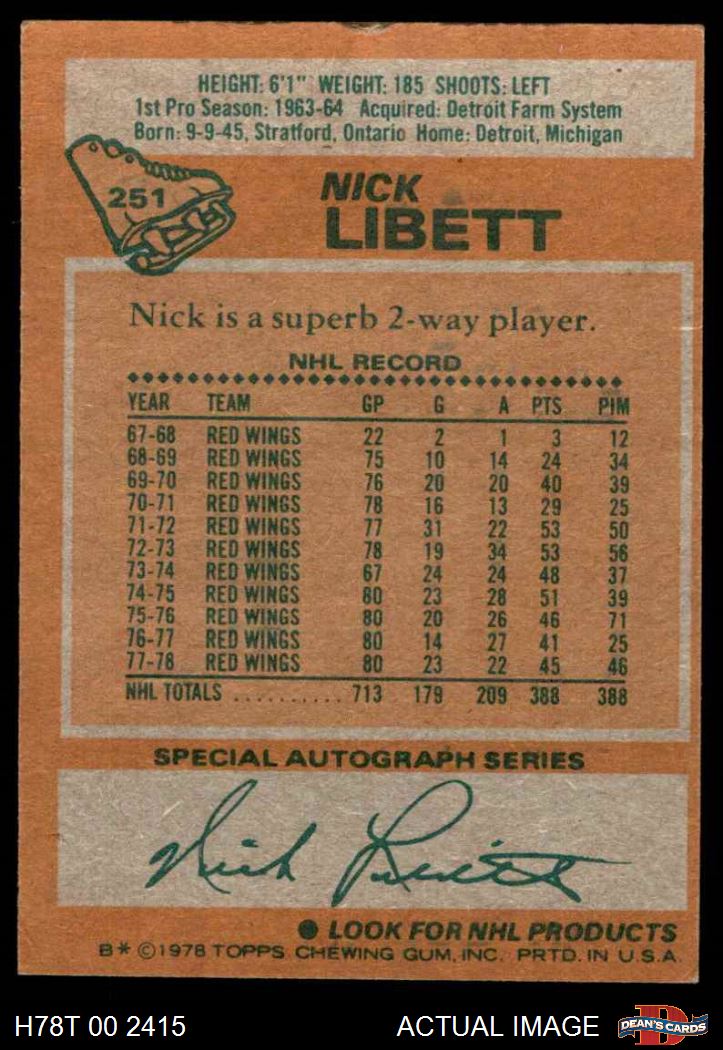 HEIGHT: 6'1" WEIGHT: 185 SHOOTS: LEFT
1st Pro Season: 1963-64 Acquired: Detroit Farm System
Born: 9-9-45, Stratford, Ontario Home: Detroit, Michigan
251
NICK
LIBETT
Nick is a superb 2-way player.
NHL RECORD
YEAR TEAM GP G A PTS PIM
67-68 RED WINGS 22 2 1 3 12
68-69 RED WINGS 75 10 14 24 34
69-70 RED WINGS 76 20 20 40 39
70-71 RED WINGS 78 16 13 29 25
71-72 RED WINGS 77 31 22 53 50
72-73 RED WINGS 78 19 34 53 56
73-74 RED WINGS 67 24 24 48 37
74-75 RED WINGS 80 23 28 51 39
75-76 RED WINGS 80 20 26 46 71
76-77 RED WINGS 80 14 27 41 25
77-78 RED WINGS 80 23 22 45 46
NHL TOTALS ........... 713 179 209 388 388
SPECIAL AUTOGRAPH SERIES
Nick Libett
● LOOK FOR NHL PRODUCTS
B* ©1978 TOPPS CHEWING GUM, INC. PRTD. IN U.S.A.
H78T 00 2415 ACTUAL IMAGE DEAN'S CARDS